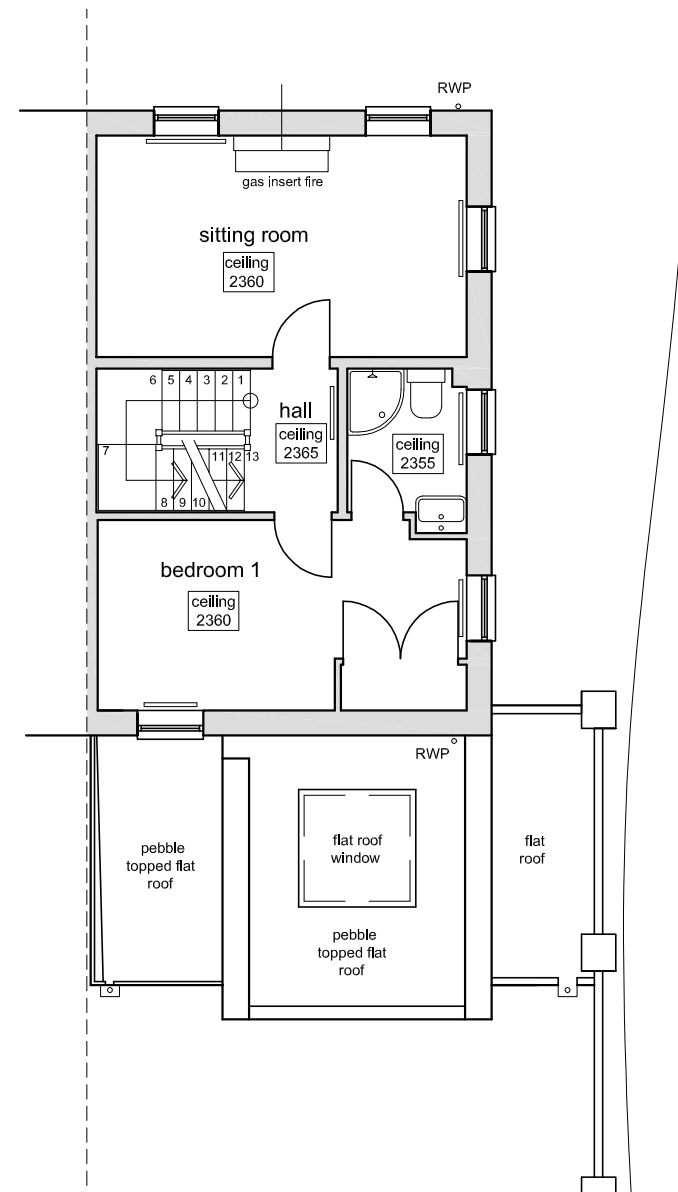 RWP
gas insert fire
sitting room
ceiling
2360
6 5 4 3 2 1
hall
ceiling
2365
ceiling
2355
7
11 12 13
8 9 10
bedroom 1
ceiling
2360
RWP
pebble
topped flat
roof
flat roof
window
flat
roof
pebble
topped flat
roof